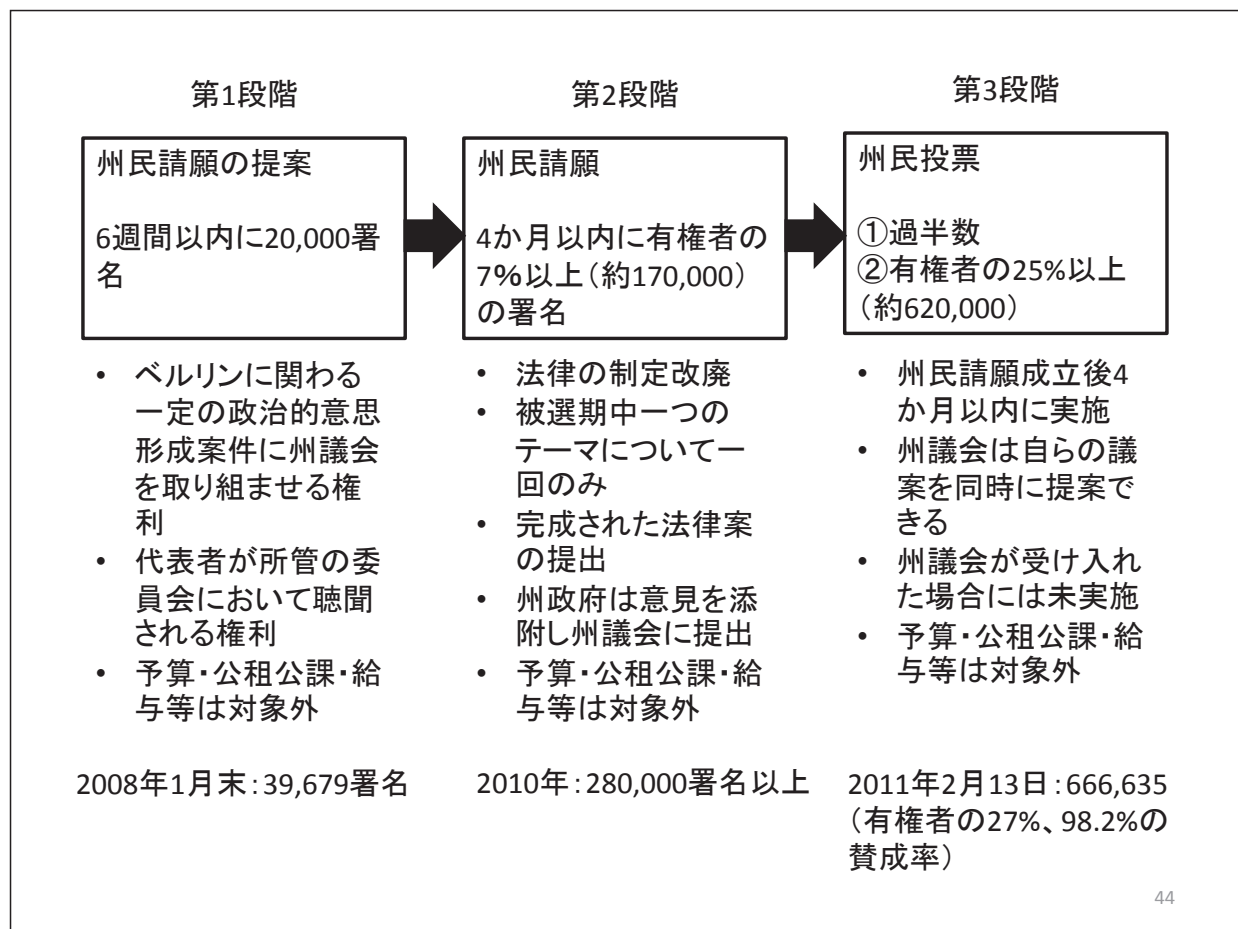 第1段階
州民請願の提案
6週間以内に20,000署
名
• ベルリンに関わる
一定の政治的意思
形成案件に州議会
を取り組ませる権
利
• 代表者が所管の委
員会において聴聞
される権利
• 予算・公租公課・給
与等は対象外
2008年1月末：39,679署名
第2段階
州民請願
4か月以内に有権者の
7%以上（約170,000）
の署名
• 法律の制定改廃
• 被選期中一つの
テーマについて一
回のみ
• 完成された法律案
の提出
• 州政府は意見を添
附し州議会に提出
• 予算・公租公課・給
与等は対象外
2010年：280,000署名以上
第3段階
州民投票
①過半数
②有権者の25%以上
（約620,000）
• 州民請願成立後4
か月以内に実施
• 州議会は自らの議
案を同時に提案で
きる
• 州議会が受け入れ
た場合には未実施
• 予算・公租公課・給
与等は対象外
2011年2月13日：666,635
（有権者の27%、98.2%の
賛成率）
44